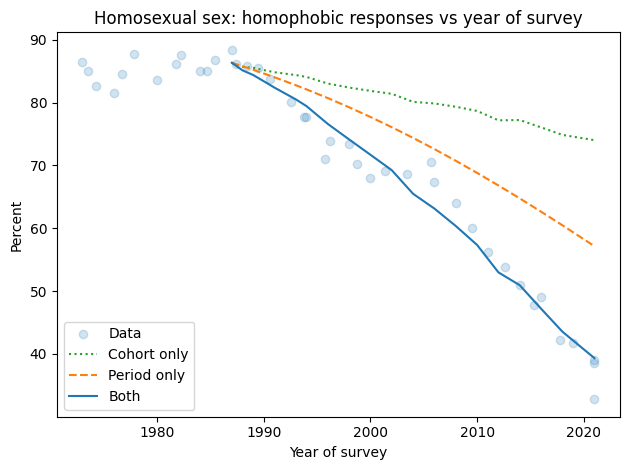 Homosexual sex: homophobic responses vs year of survey
90
80
70
60
50
40
Percent
Data
Cohort only
Period only
Both
1980
1990
2000
2010
2020
Year of survey